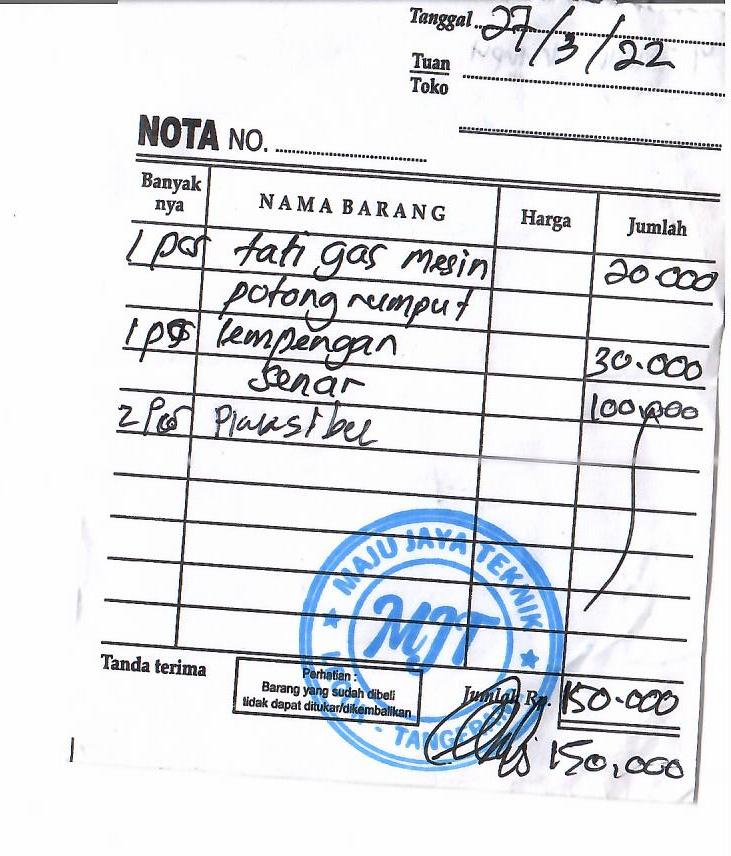 Tanggal 27/3/22
Tuan
Toko
NOTA NO.
Banyak nya NAMA BARANG Harga Jumlah
1 pcs tali gas mesin 20.000
potong rumput
1 pcs lempengan 30.000
senar 100,000
2 Pcs
MAJU JAYA TEKNIK
MJT
Tanda terima
Perhatian :
Barang yang sudah dibeli
tidak dapat ditukar/dikembalikan
Jumlah Rp. 150.000
150,000